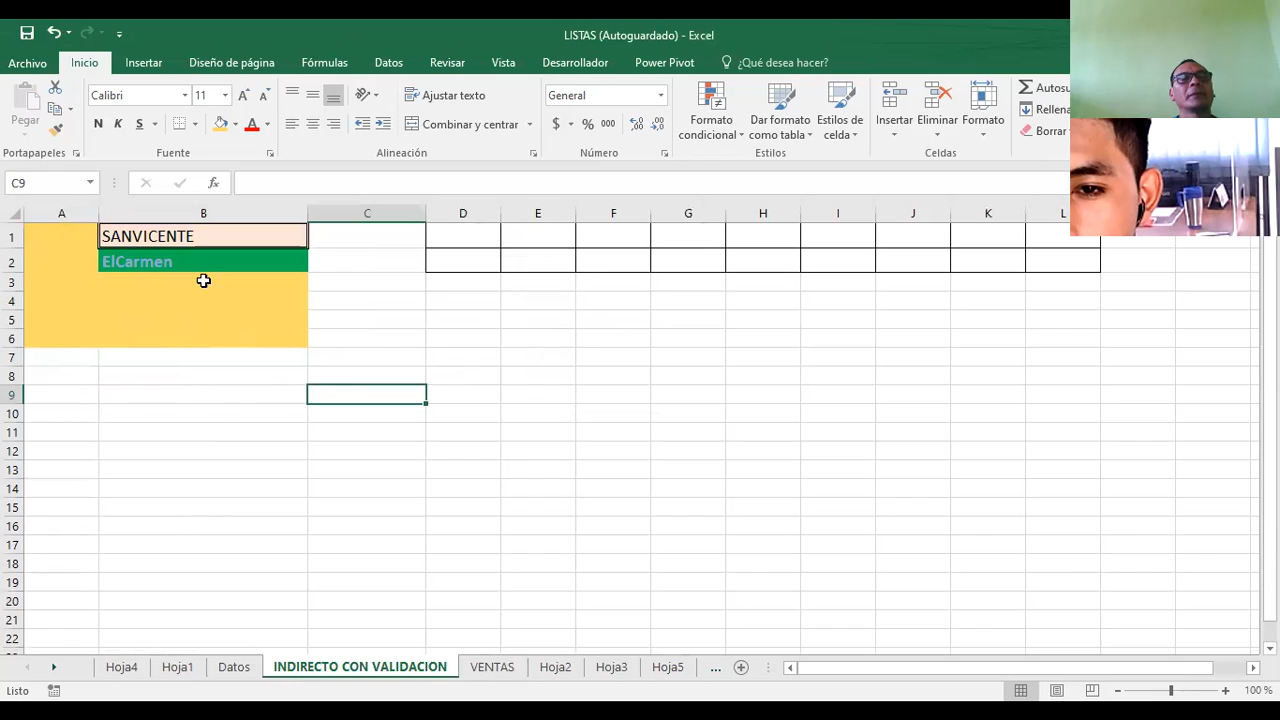 LISTAS (Autoguardado) - Excel
Archivo Inicio Insertar Diseño de página Fórmulas Datos Revisar Vista Desarrollador Power Pivot ¿Qué desea hacer?
Calibri 11 Ajustar texto General Autosu
Pegar N K S Combinar y centrar $ % 000 Formato condicional Dar formato como tabla Estilos de celda Insertar Eliminar Formato Rellena
Borrar
Portapapeles Fuente Alineación Número Estilos Celdas
C9 fx
A B C D E F G H I J K L
1 SANVICENTE
2 ElCarmen
3
4
5
6
7
8
9
10
11
12
13
14
15
16
17
18
19
20
21
22
Hoja4 Hoja1 Datos INDIRECTO CON VALIDACION VENTAS Hoja2 Hoja3 Hoja5 ...
Listo 100 %